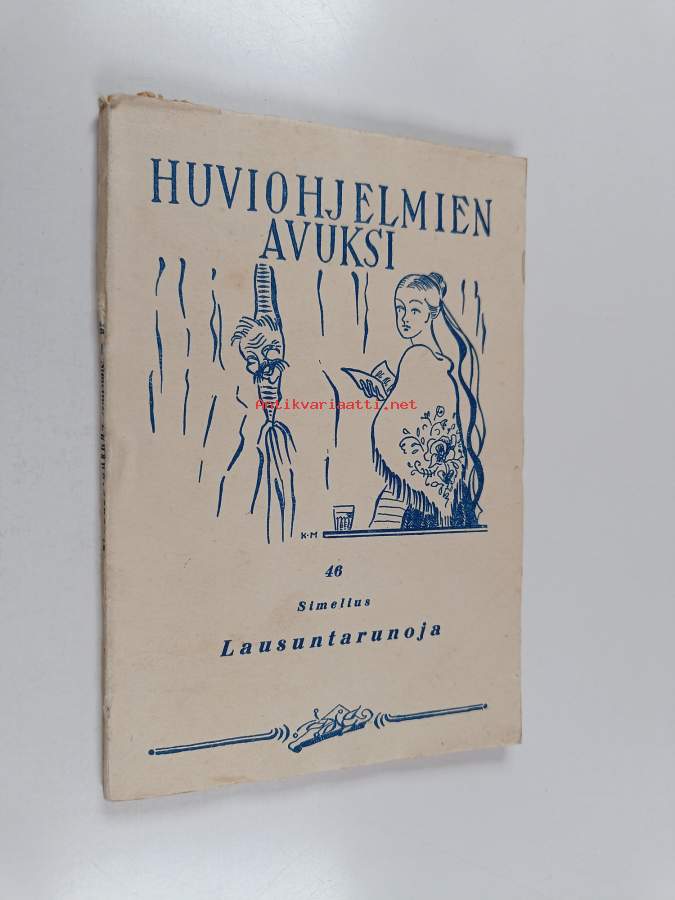 HUVIOHJELMIEN
AVUKSI
Antikvariaatti.net
K-M
46
Simelius
Lausuntarunoja